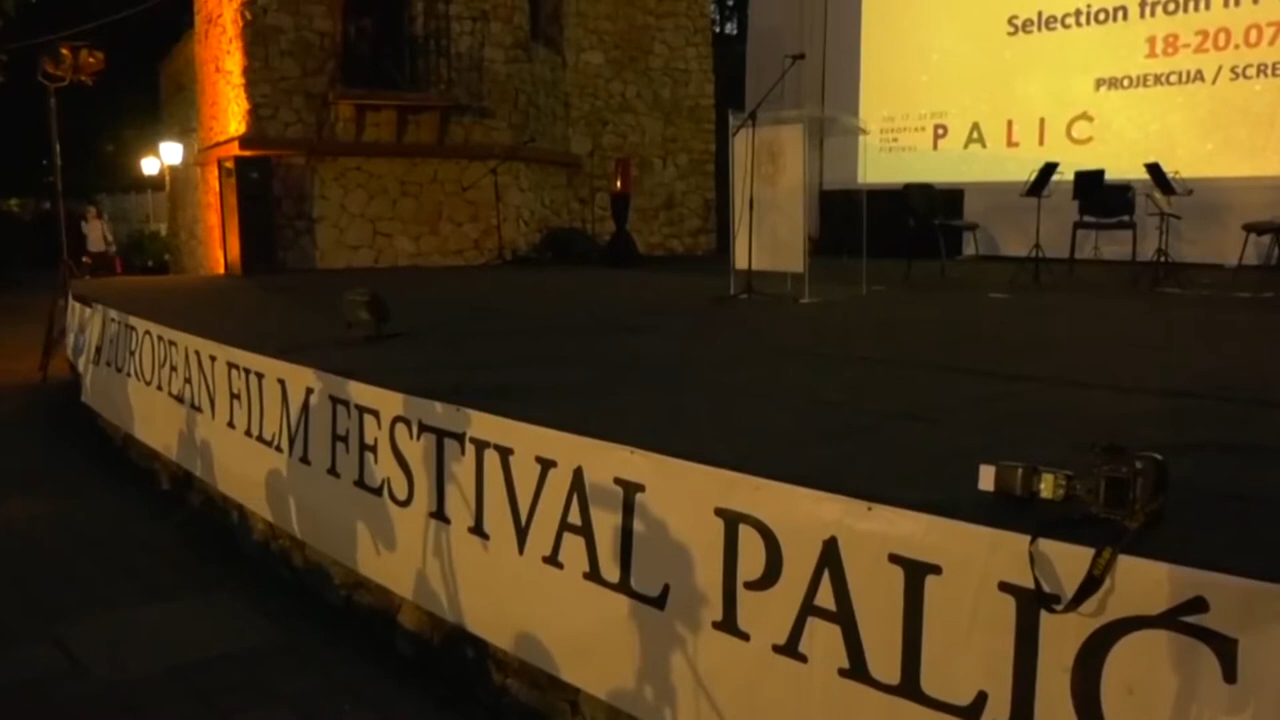 Selection from
18-20.07
PROJEKCIJA / SCRE
EUROPEAN
FILM
FESTIVAL
PALIĆ
EUROPEAN FILM FESTIVAL PALIĆ